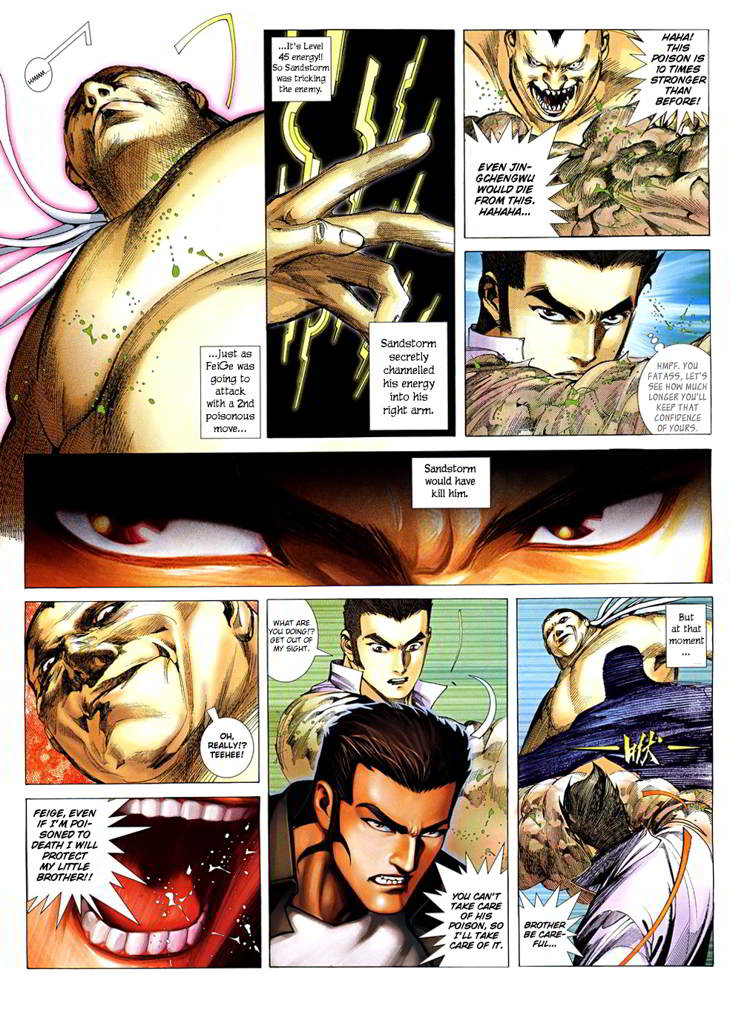 HMMM...
...It's Level
45 energy!!
So Sandstorm
was tricking
the enemy.
HAHA!
THIS
POISON IS
10 TIMES
STRONGER
THAN
BEFORE!
EVEN JIN-
GCHENGWU
WOULD DIE
FROM THIS.
HAHAHA...
...Just as
FeiGe was
going to
attack
with a 2nd
poisonous
move...
Sandstorm
secretly
channelled
his energy
into his
right arm.
HMPF. YOU
FATASS, LET'S
SEE HOW MUCH
LONGER YOU'LL
KEEP THAT
CONFIDENCE
OF YOURS.
Sandstorm
would have
kill him.
OH,
REALLY!?
TEEHEE!
WHAT ARE
YOU DOING!?
GET OUT OF
MY SIGHT.
But
at that
moment
...
FEIGE, EVEN
IF I'M POI-
SONED TO
DEATH I WILL
PROTECT
MY LITTLE
BROTHER!!
YOU CAN'T
TAKE CARE
OF HIS
POISON, SO
I'LL TAKE
CARE OF IT.
BROTHER
BE CARE-
FUL...